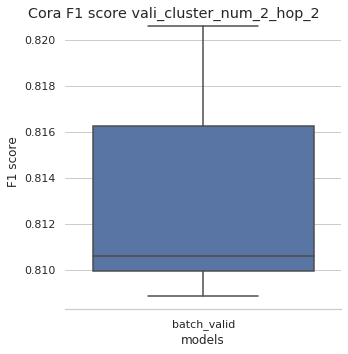 Cora F1 score vali_cluster_num_2_hop_2
0.820
0.818
0.816
0.814
0.812
0.810
F1 score
batch_valid
models